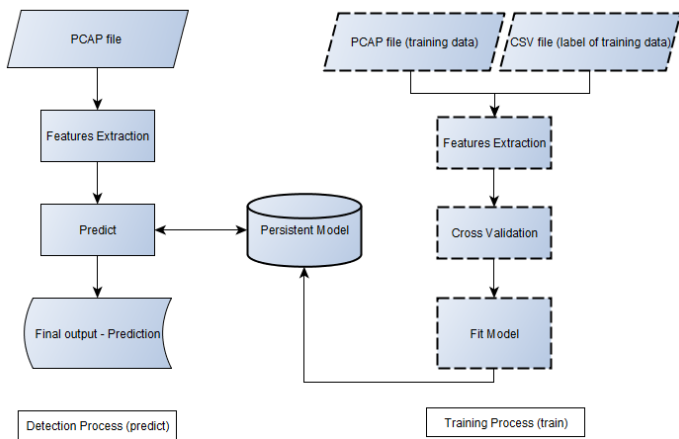 PCAP file
PCAP file (training data)
CSV file (label of training data)
Features Extraction
Features Extraction
Predict
Persistent Model
Cross Validation
Final output - Prediction
Fit Model
Detection Process (predict)
Training Process (train)